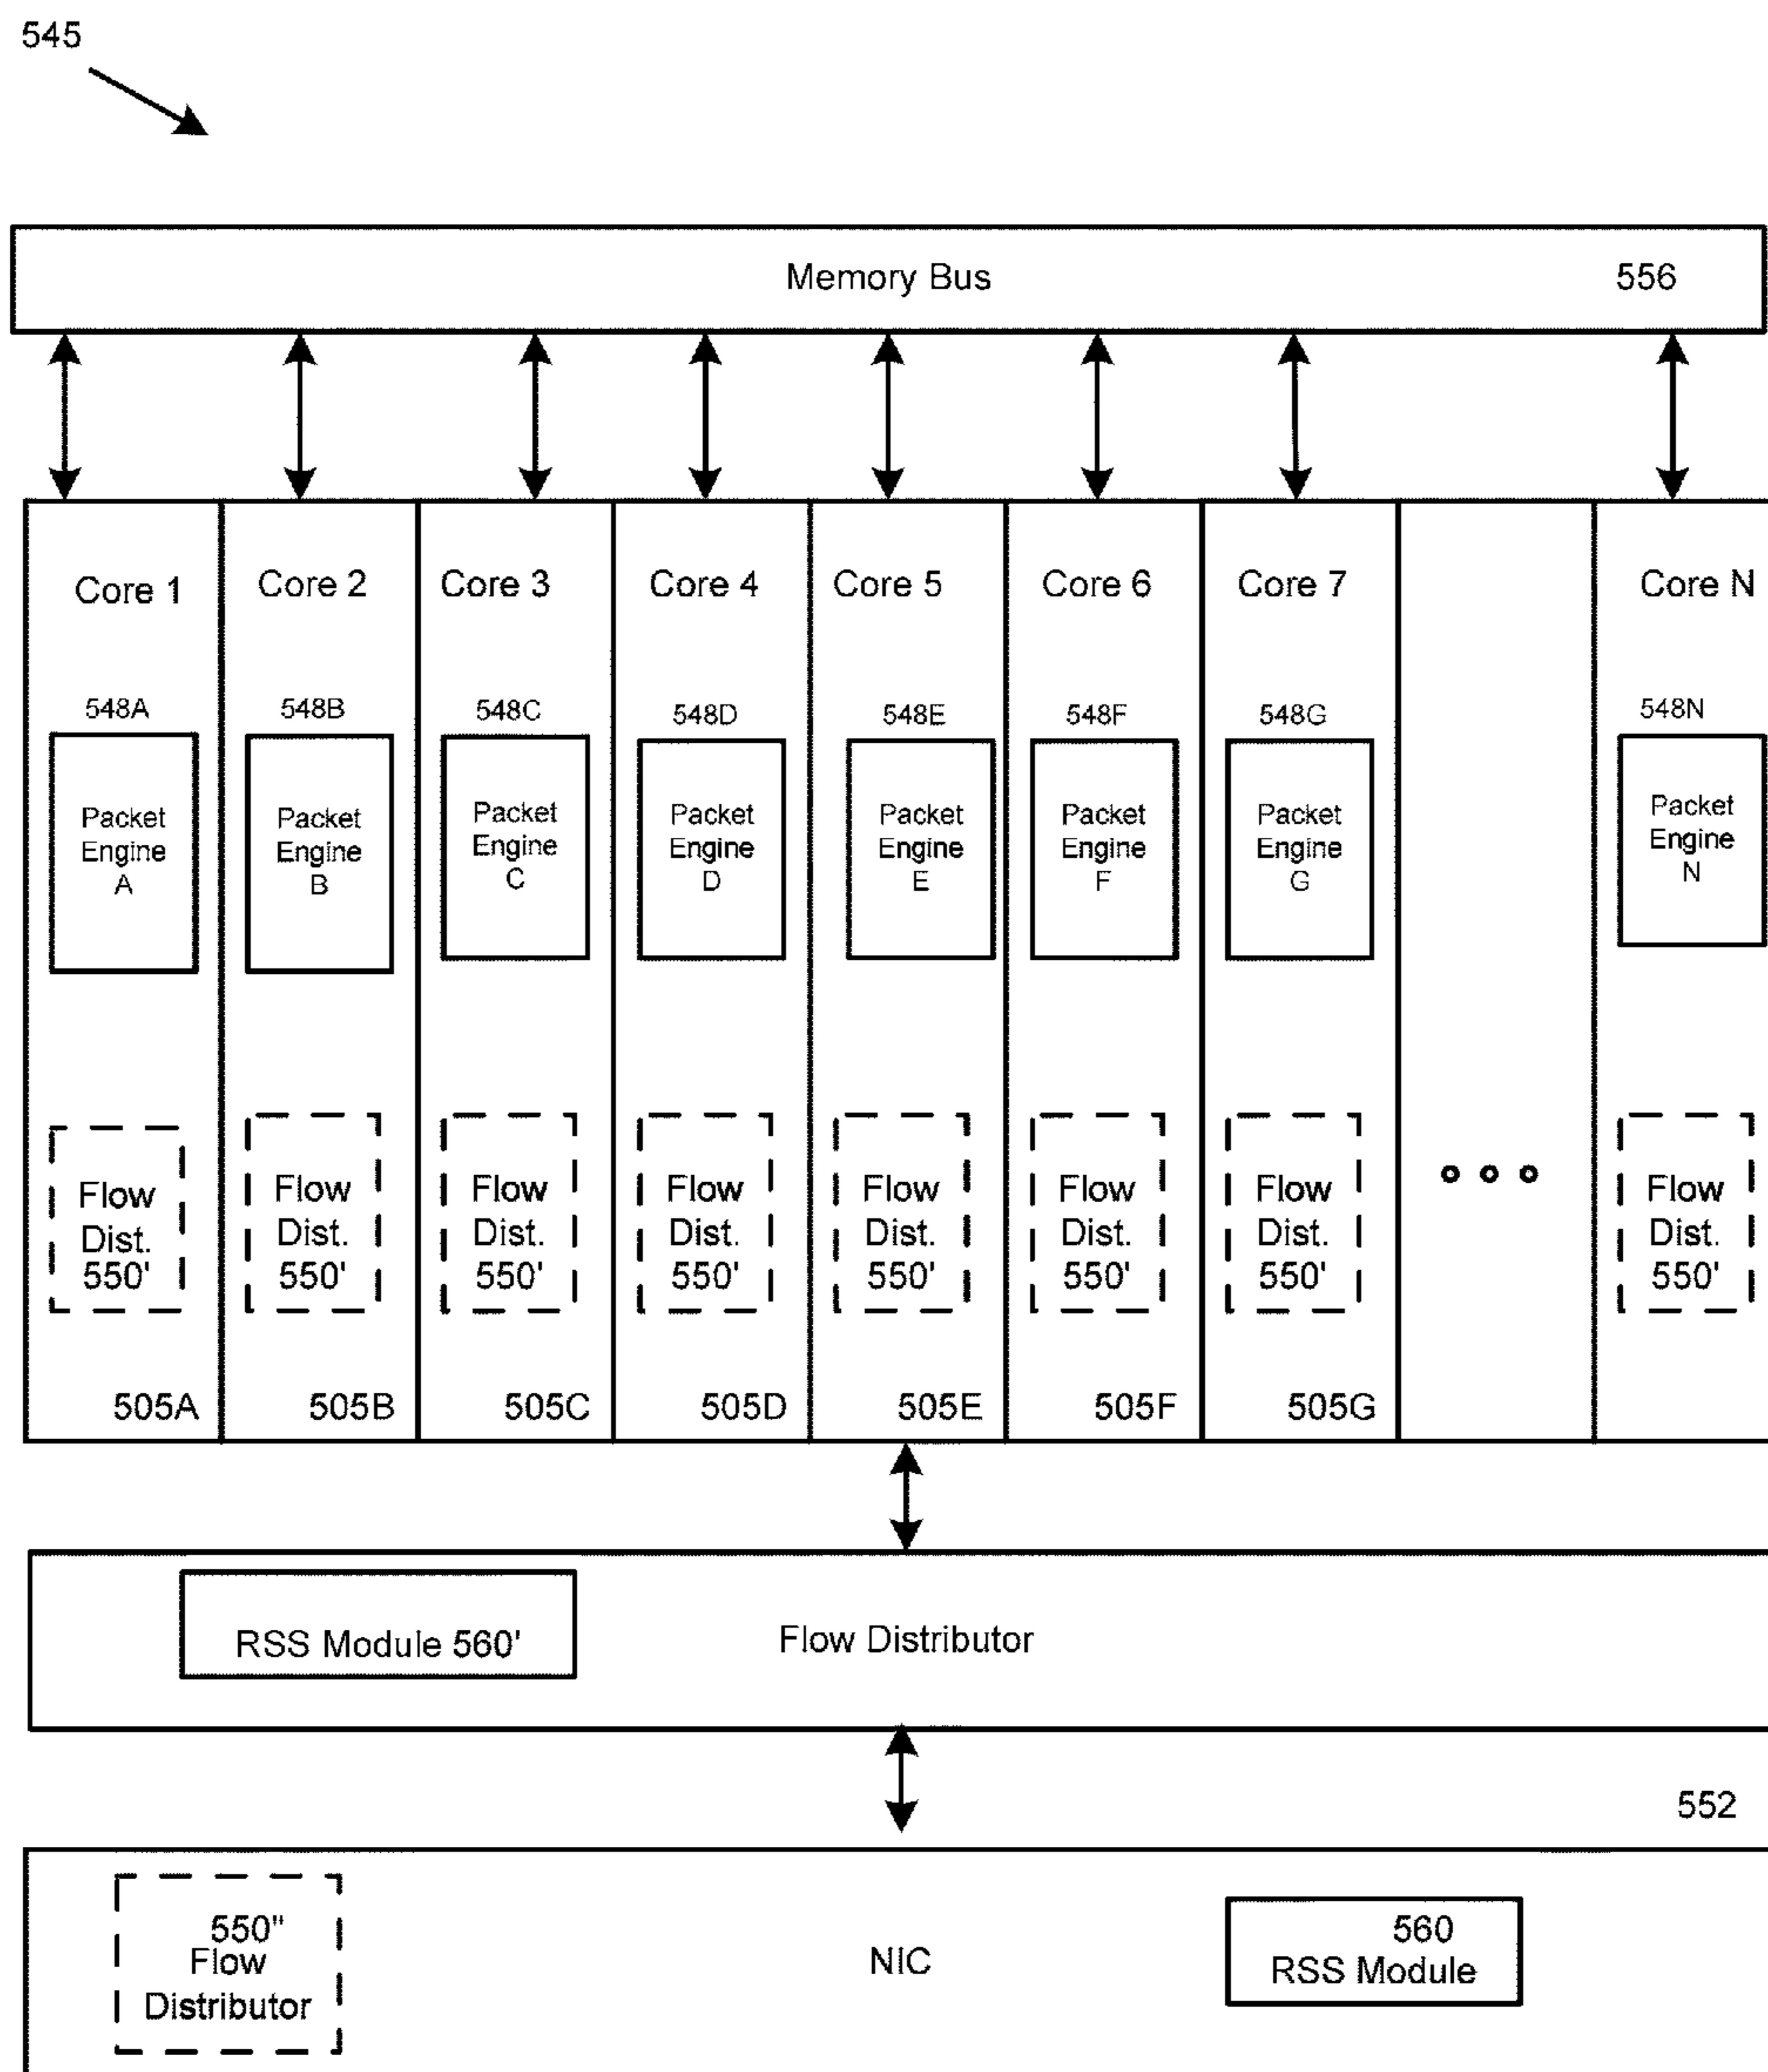 545
Memory Bus 556
Core 1 Core 2 Core 3 Core 4 Core 5 Core 6 Core 7 Core N
548A 548B 548C 548D 548E 548F 548G 548N
Packet Engine A
Packet Engine B
Packet Engine C
Packet Engine D
Packet Engine E
Packet Engine F
Packet Engine G
Packet Engine N
Flow Dist. 550'
Flow Dist. 550'
Flow Dist. 550'
Flow Dist. 550'
Flow Dist. 550'
Flow Dist. 550'
Flow Dist. 550'
Flow Dist. 550'
505A 505B 505C 505D 505E 505F 505G
RSS Module 560' Flow Distributor
552
550"
Flow
Distributor
NIC
560
RSS Module